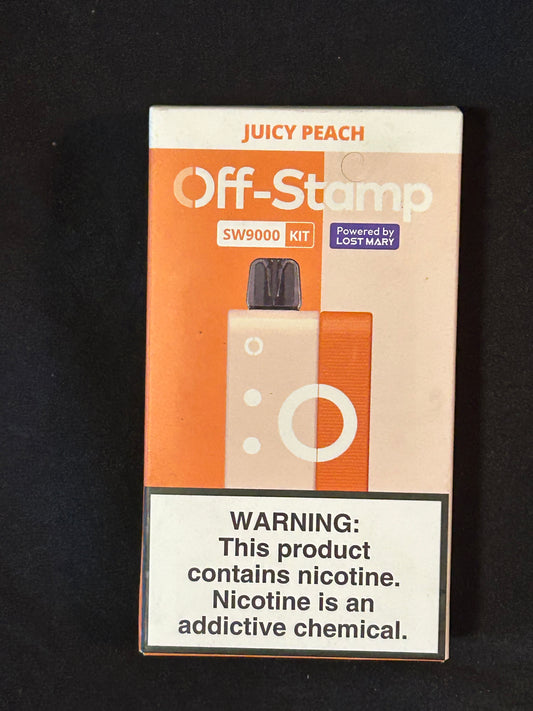 JUICY PEACH
Off-Stamp
SW9000 KIT
Powered by
LOST MARY
WARNING:
This product
contains nicotine.
Nicotine is an
addictive chemical.